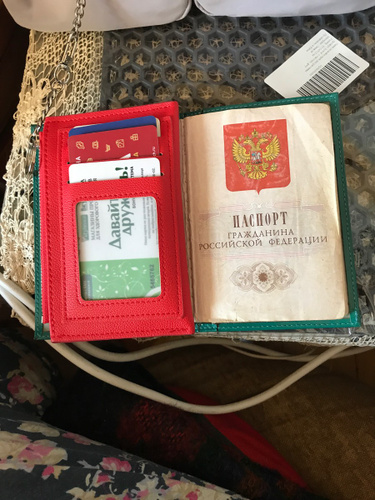 Давай
друж
ь!
ПАСПОРТ
ГРАЖДАНИНА
РОССИЙСКОЙ ФЕДЕРАЦИИ